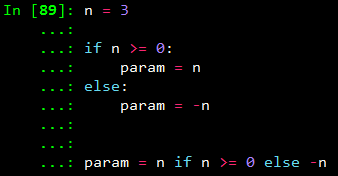 In [89]: n = 3
    ...:
    ...: if n >= 0:
    ...:     param = n
    ...: else:
    ...:     param = -n
    ...:
    ...:
    ...: param = n if n >= 0 else -n